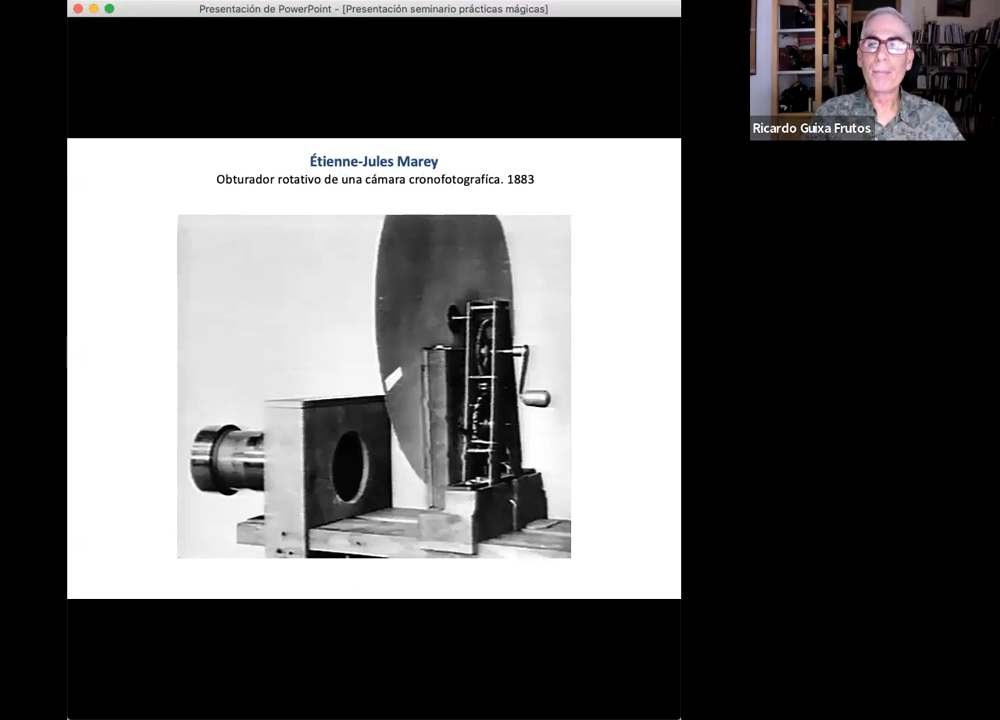 Presentación de PowerPoint - [Presentación seminario prácticas mágicas]
Étienne-Jules Marey
Obturador rotativo de una cámara cronofotografíca. 1883
Ricardo Guixa Frutos